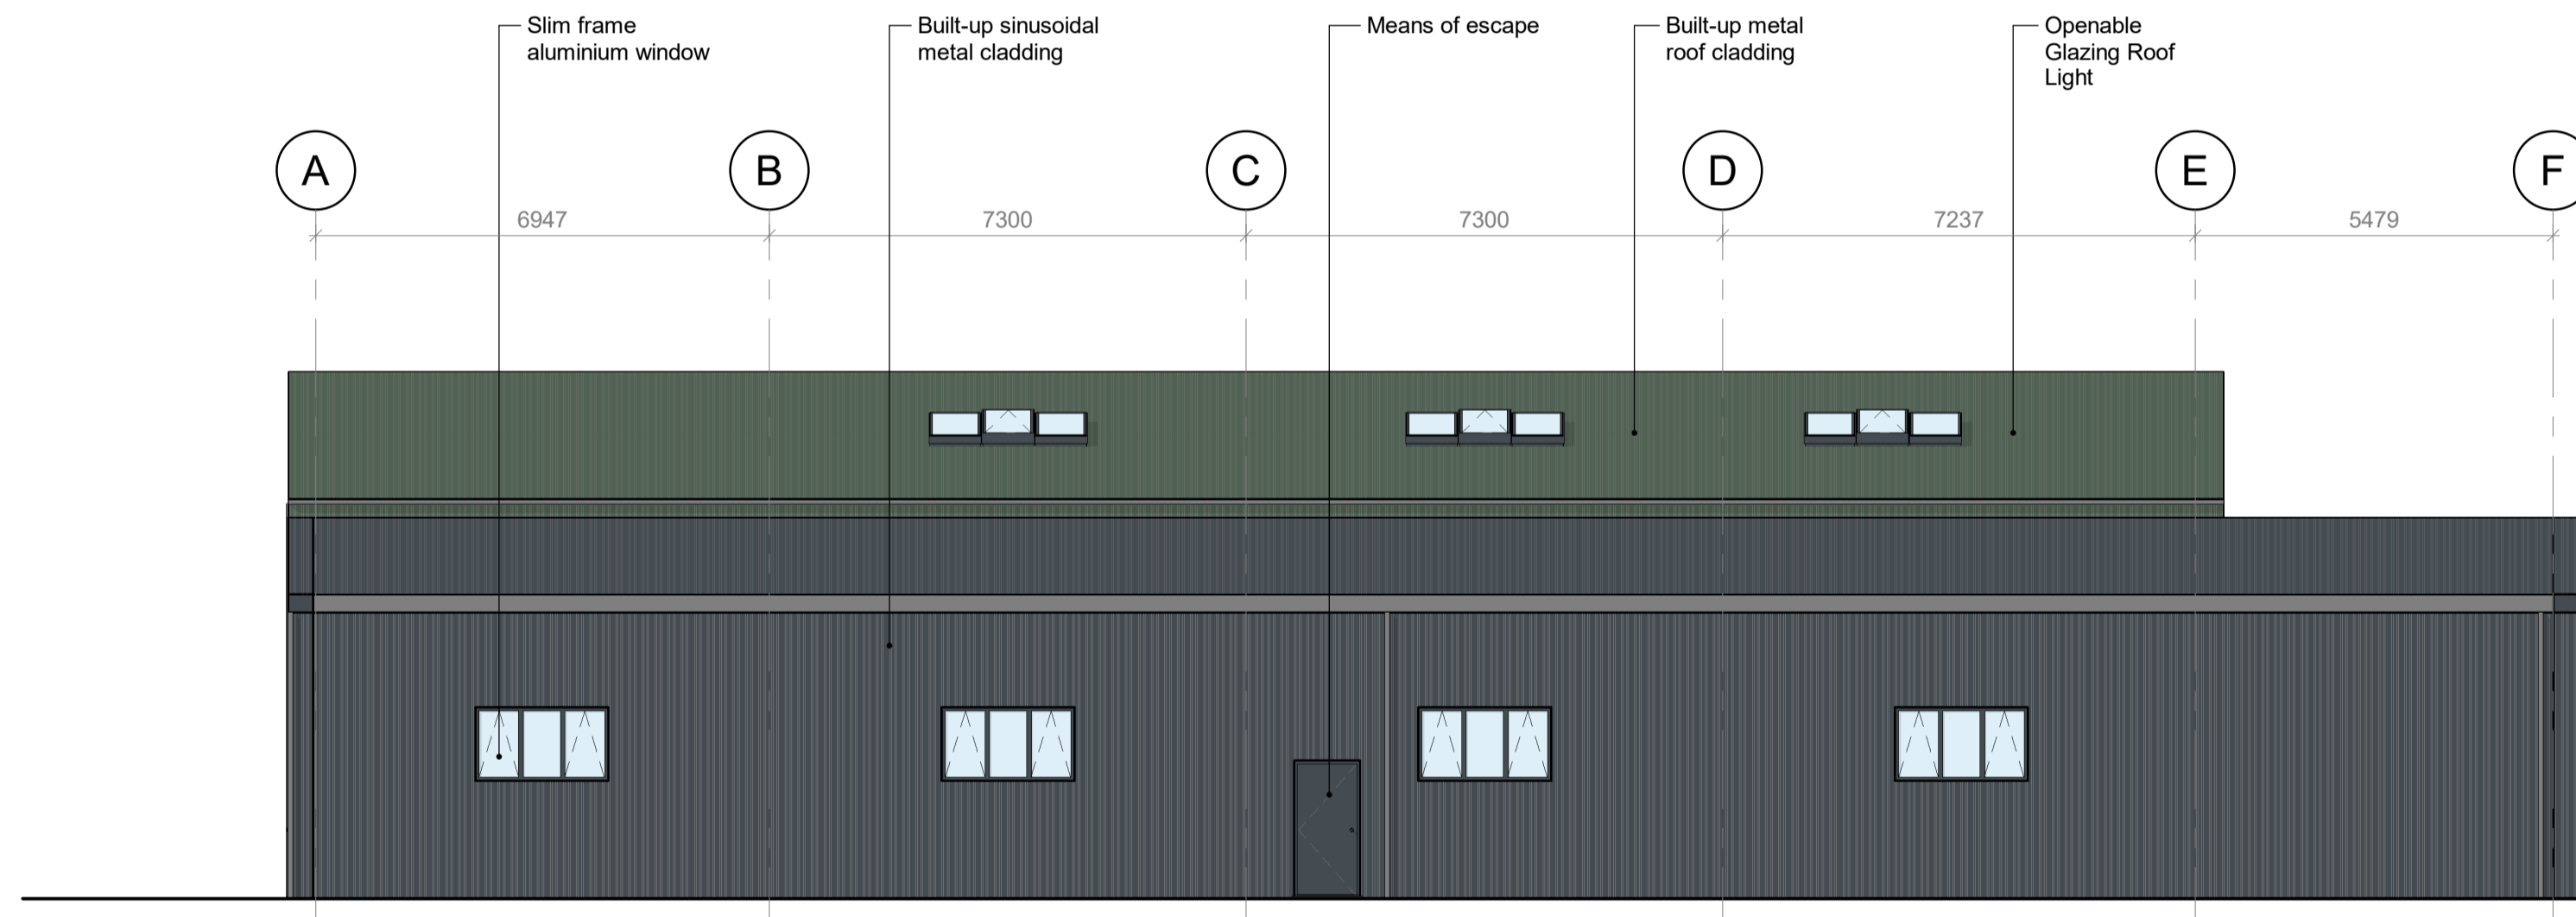 Slim frame
aluminium window
Built-up sinusoidal
metal cladding
Means of escape
Built-up metal
roof cladding
Openable
Glazing Roof
Light
A
B
C
D
E
F
6947
7300
7300
7237
5479